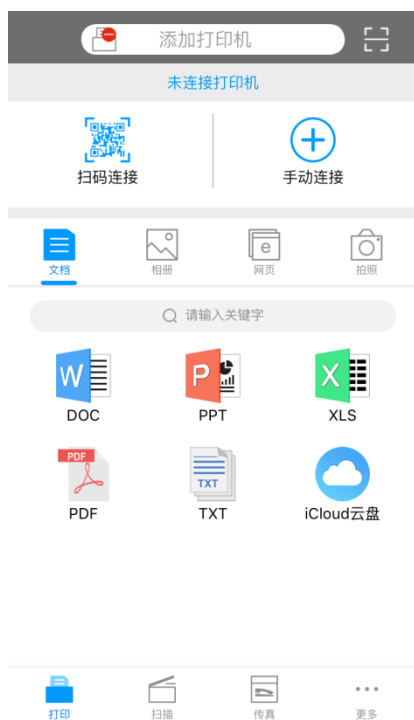 添加打印机
未连接打印机
扫码连接 手动连接
e
文档 相册 网页 拍照
请输入关键字
W P X
DOC PPT XLS
PDF TXT
PDF TXT iCloud云盘
打印 扫描 传真 更多